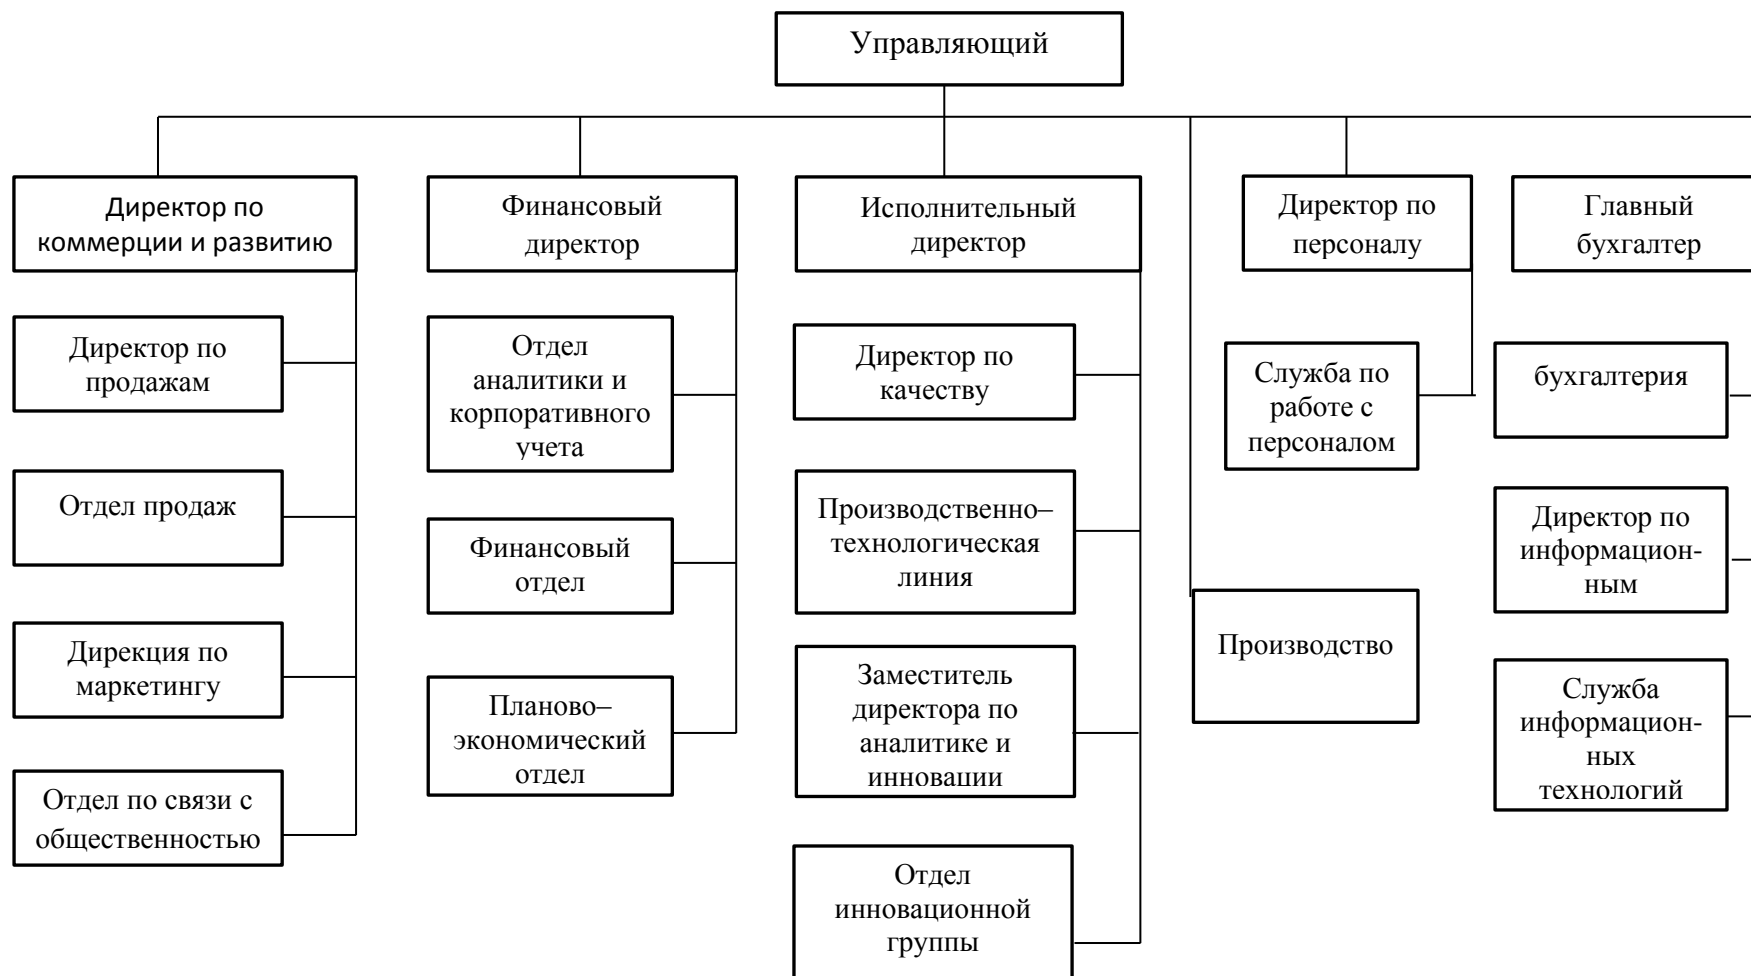 Управляющий
Директор по
коммерции и развитию
Финансовый
директор
Исполнительный
директор
Директор по
персоналу
Главный
бухгалтер
Директор по
продажам
Отдел продаж
Дирекция по
маркетингу
Отдел по связи с
общественностью
Отдел
аналитики и
корпоративного
учета
Финансовый
отдел
Планово–
экономический
отдел
Директор по
качеству
Производственно–
технологическая
линия
Заместитель
директора по
аналитике и
инновации
Отдел
инновационной
группы
Производство
Служба по
работе с
персоналом
бухгалтерия
Директор по
информацион-
ным
Служба
информацион-
ных
технологий